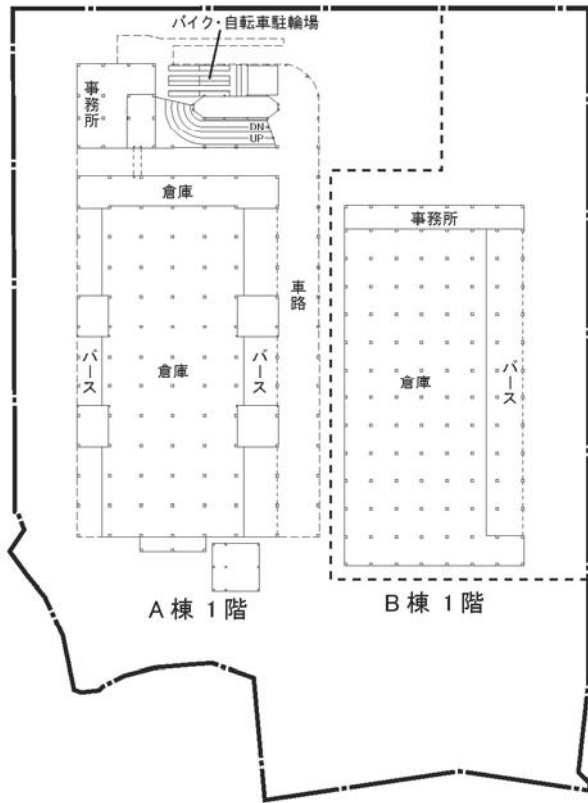 バイク・自転車駐輪場
事務所
DN
UP
倉庫
事務所
車路
バース
倉庫
バース
倉庫
バース
A棟 1階
B棟 1階